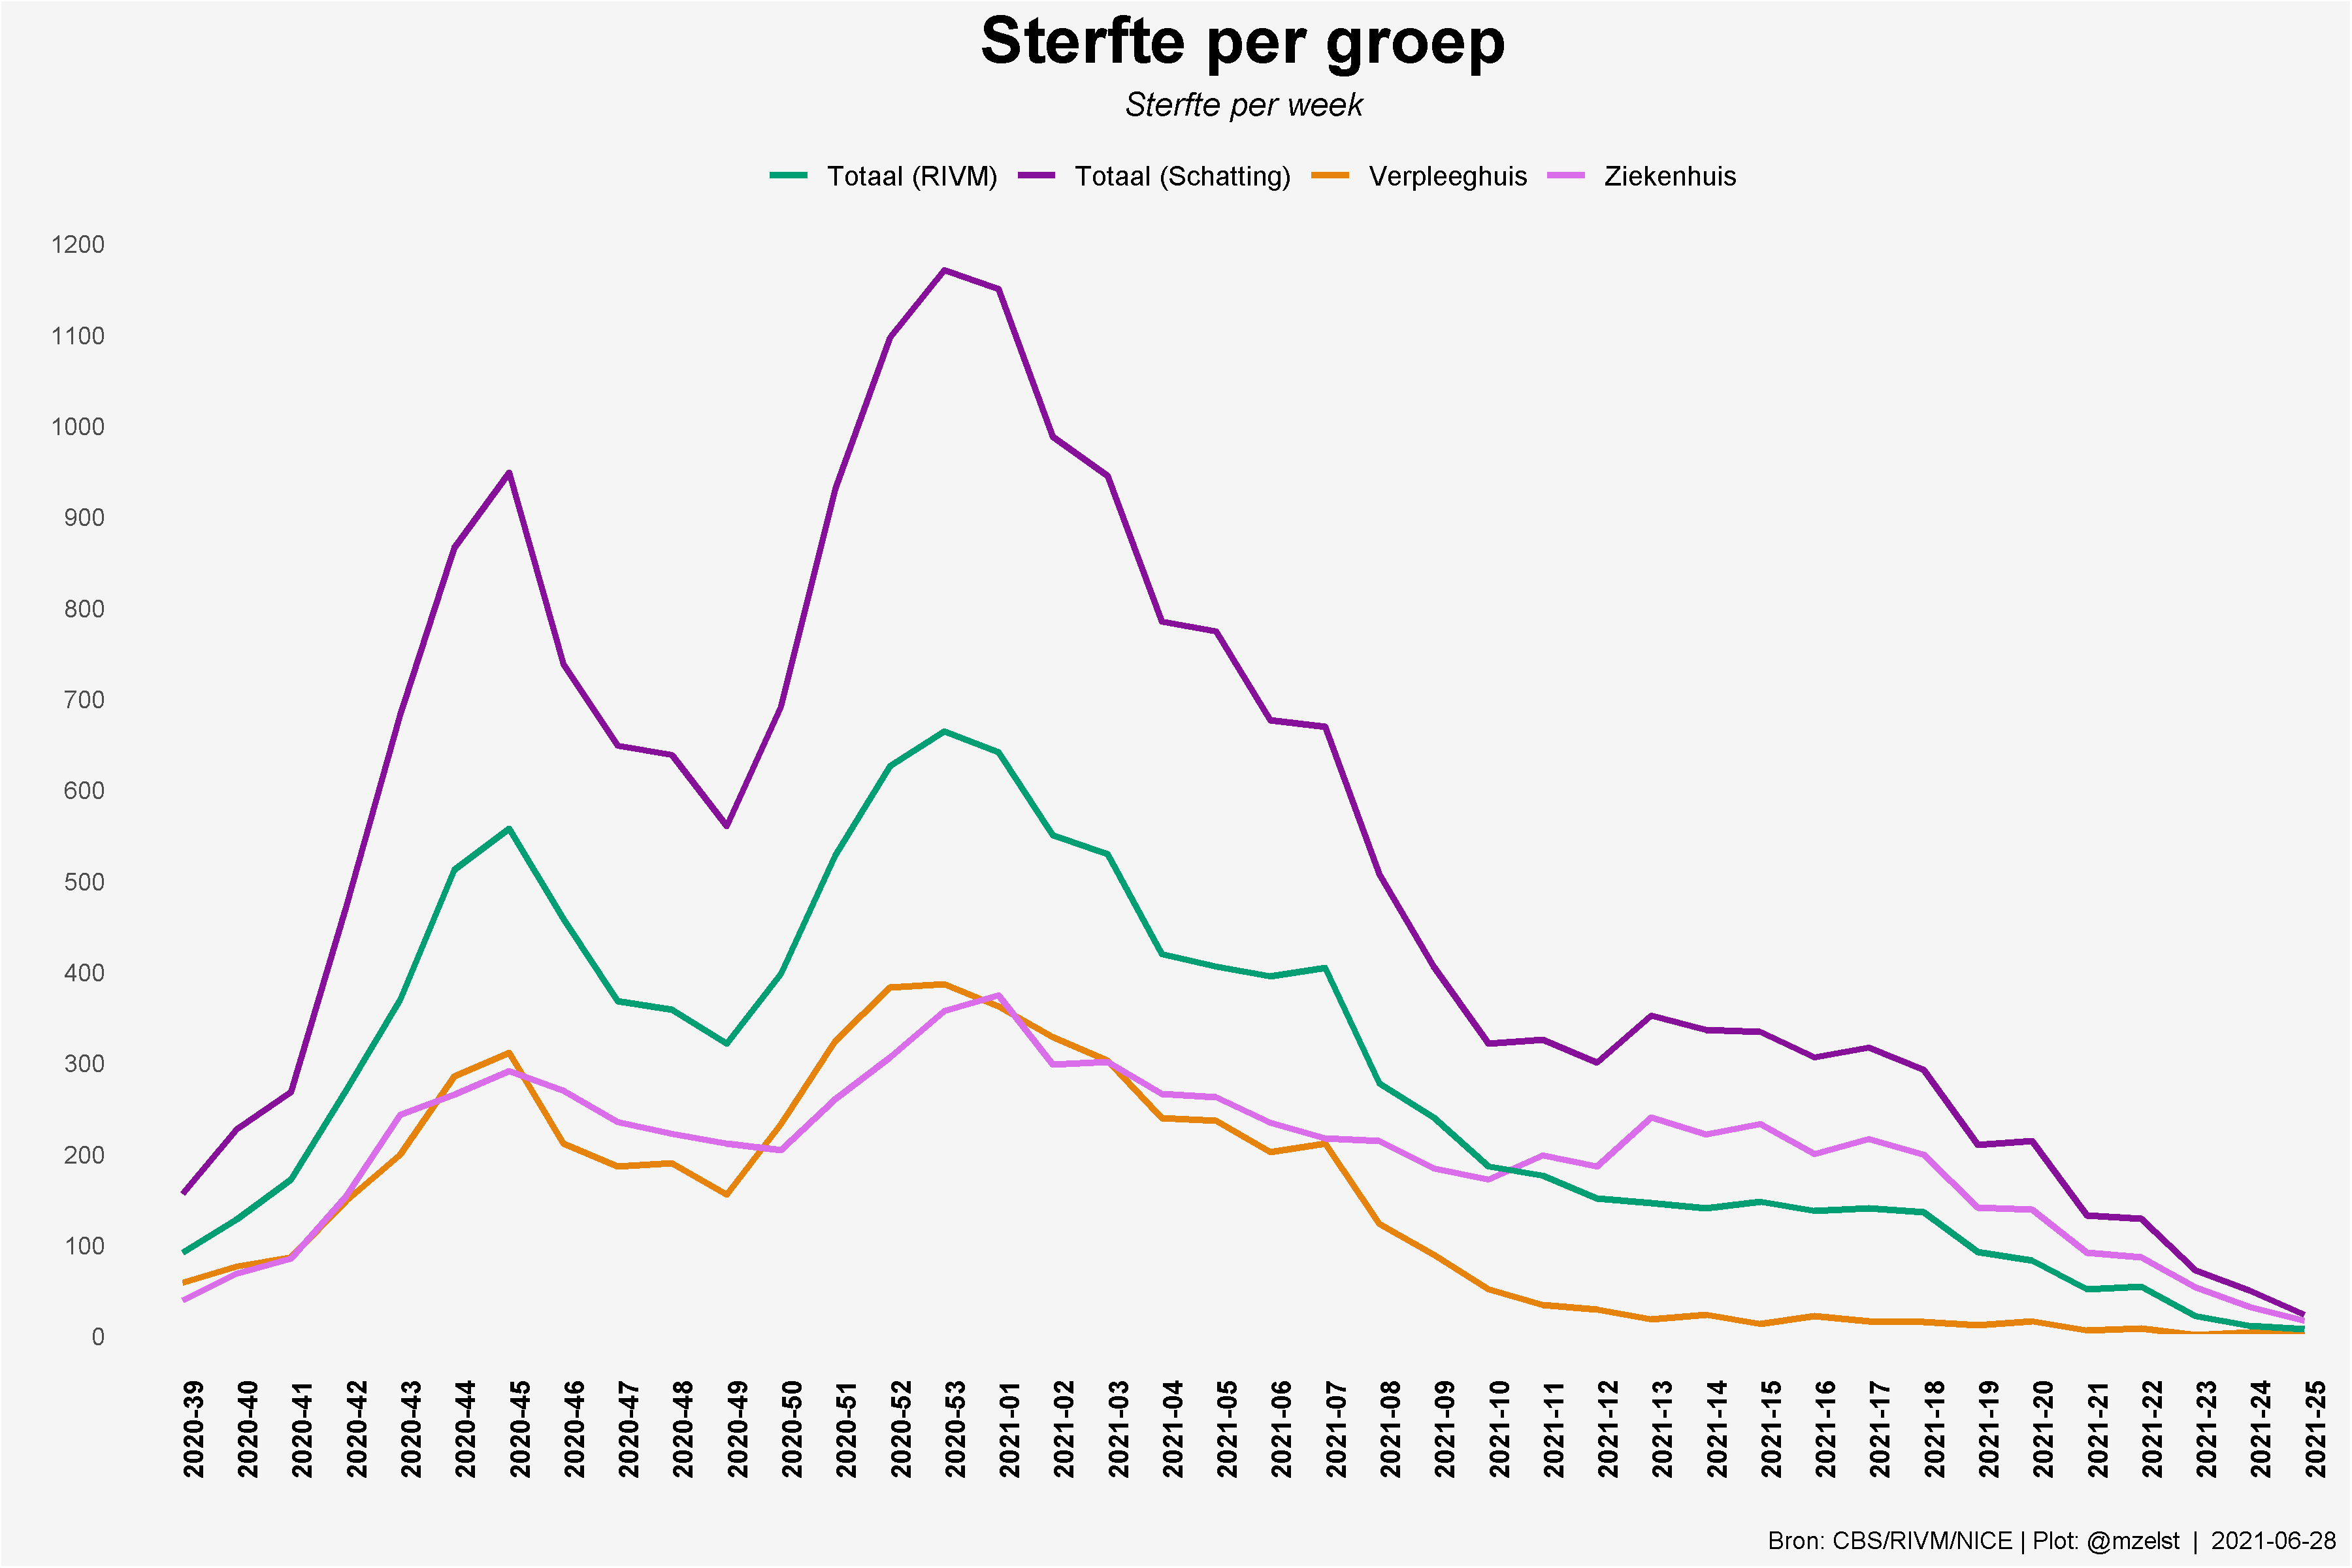 Sterfte per groep
Sterfte per week
Totaal (RIVM) Totaal (Schatting) Verpleeghuis Ziekenhuis
1200
1100
1000
900
800
700
600
500
400
300
200
100
0
2020-39 2020-40 2020-41 2020-42 2020-43 2020-44 2020-45 2020-46 2020-47 2020-48 2020-49 2020-50 2020-51 2020-52 2020-53 2021-01 2021-02 2021-03 2021-04 2021-05 2021-06 2021-07 2021-08 2021-09 2021-10 2021-11 2021-12 2021-13 2021-14 2021-15 2021-16 2021-17 2021-18 2021-19 2021-20 2021-21 2021-22 2021-23 2021-24 2021-25
Bron: CBS/RIVM/NICE | Plot: @mzelst | 2021-06-28